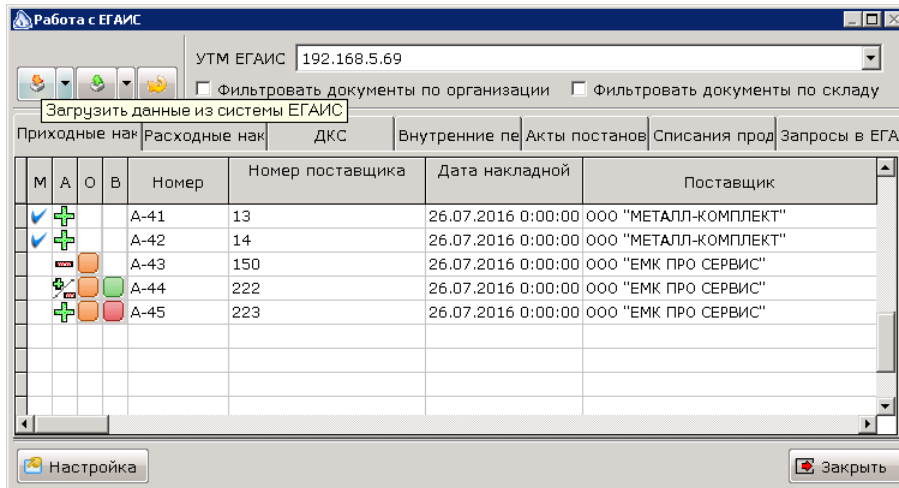 Работа с ЕГАИС
УТМ ЕГАИС 192.168.5.69
Фильтровать документы по организации Фильтровать документы по складу
Загрузить данные из системы ЕГАИС
Приходные нак Расходные нак ДКС Внутренние пе Акты постанов Списания прод Запросы в ЕГА
М А О В Номер Номер поставщика Дата накладной Поставщик
А-41 13 26.07.2016 0:00:00 ООО "МЕТАЛЛ-КОМПЛЕКТ"
А-42 14 26.07.2016 0:00:00 ООО "МЕТАЛЛ-КОМПЛЕКТ"
А-43 150 26.07.2016 0:00:00 ООО "ЕМК ПРО СЕРВИС"
А-44 222 26.07.2016 0:00:00 ООО "ЕМК ПРО СЕРВИС"
А-45 223 26.07.2016 0:00:00 ООО "ЕМК ПРО СЕРВИС"
Настройка Закрыть